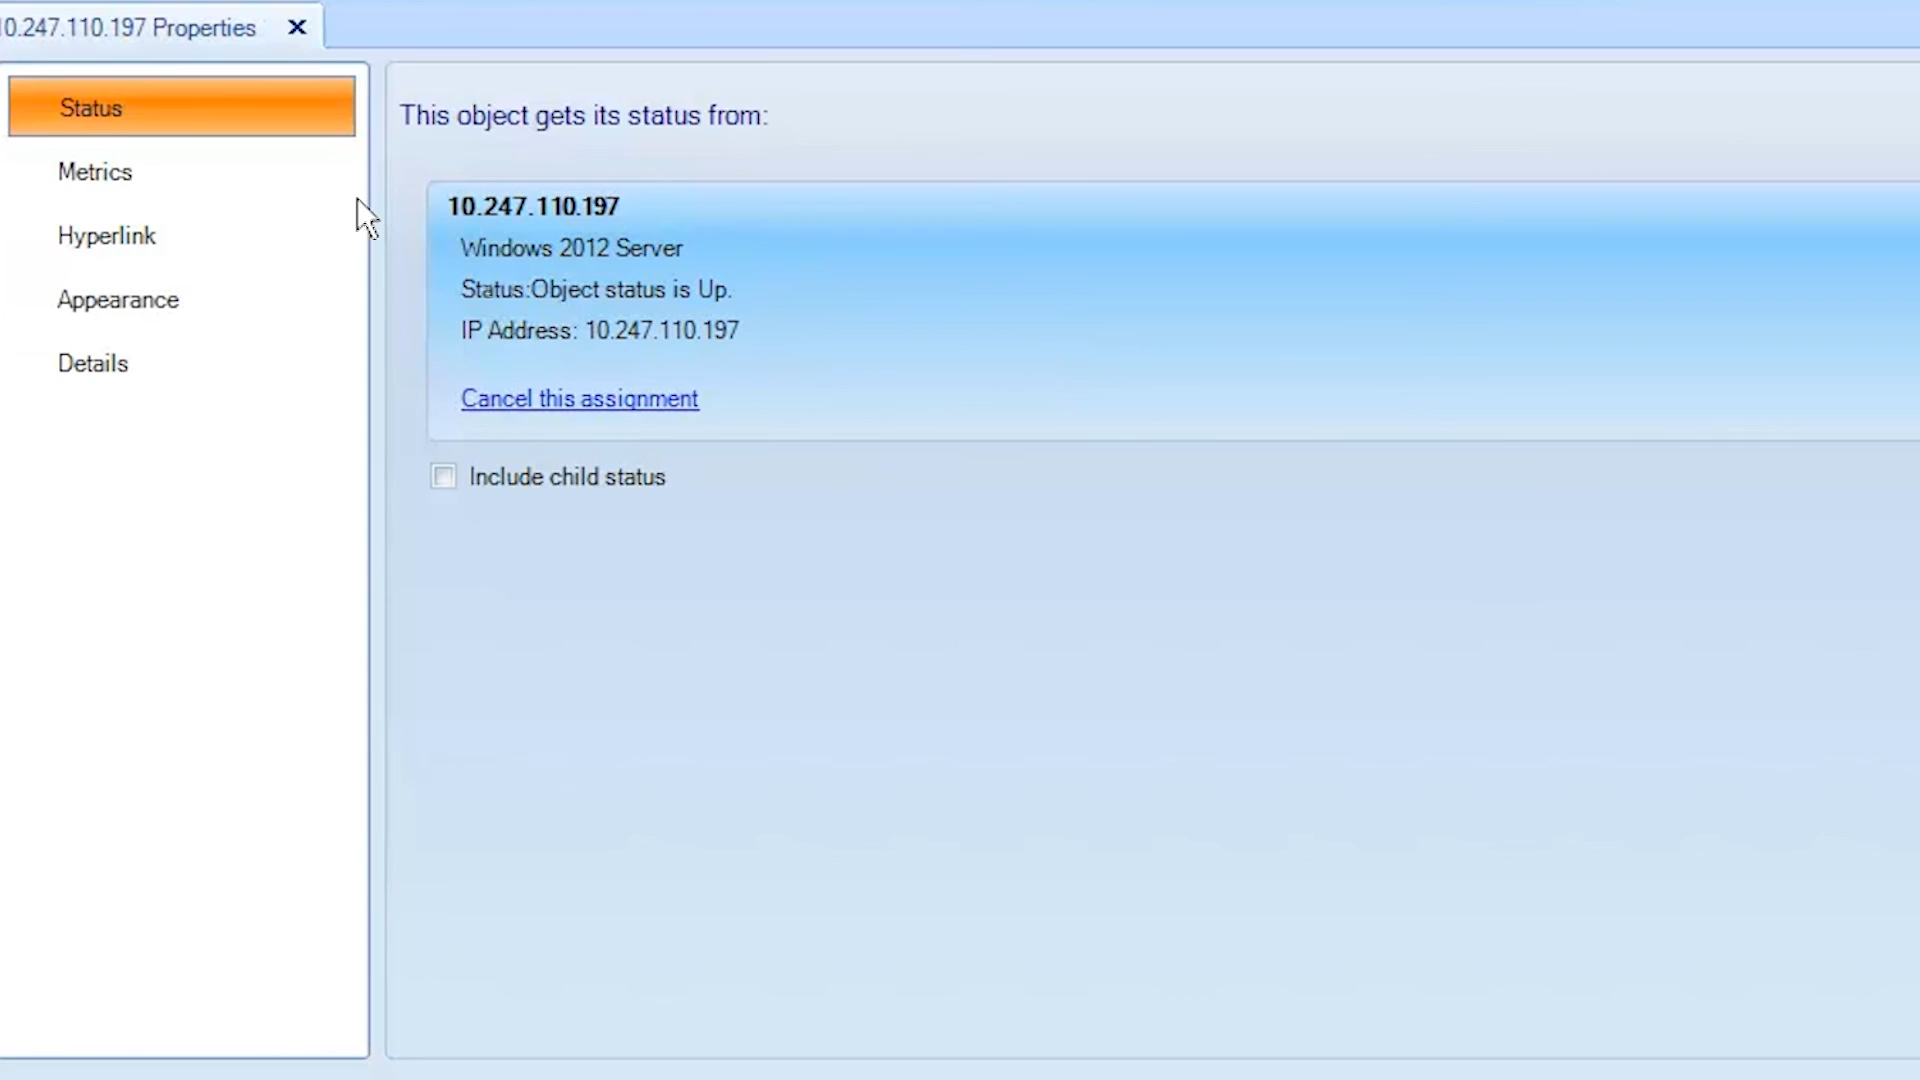 10.247.110.197 Properties
Status
Metrics
Hyperlink
Appearance
Details
This object gets its status from:
10.247.110.197
Windows 2012 Server
Status:Object status is Up.
IP Address: 10.247.110.197
Cancel this assignment
Include child status